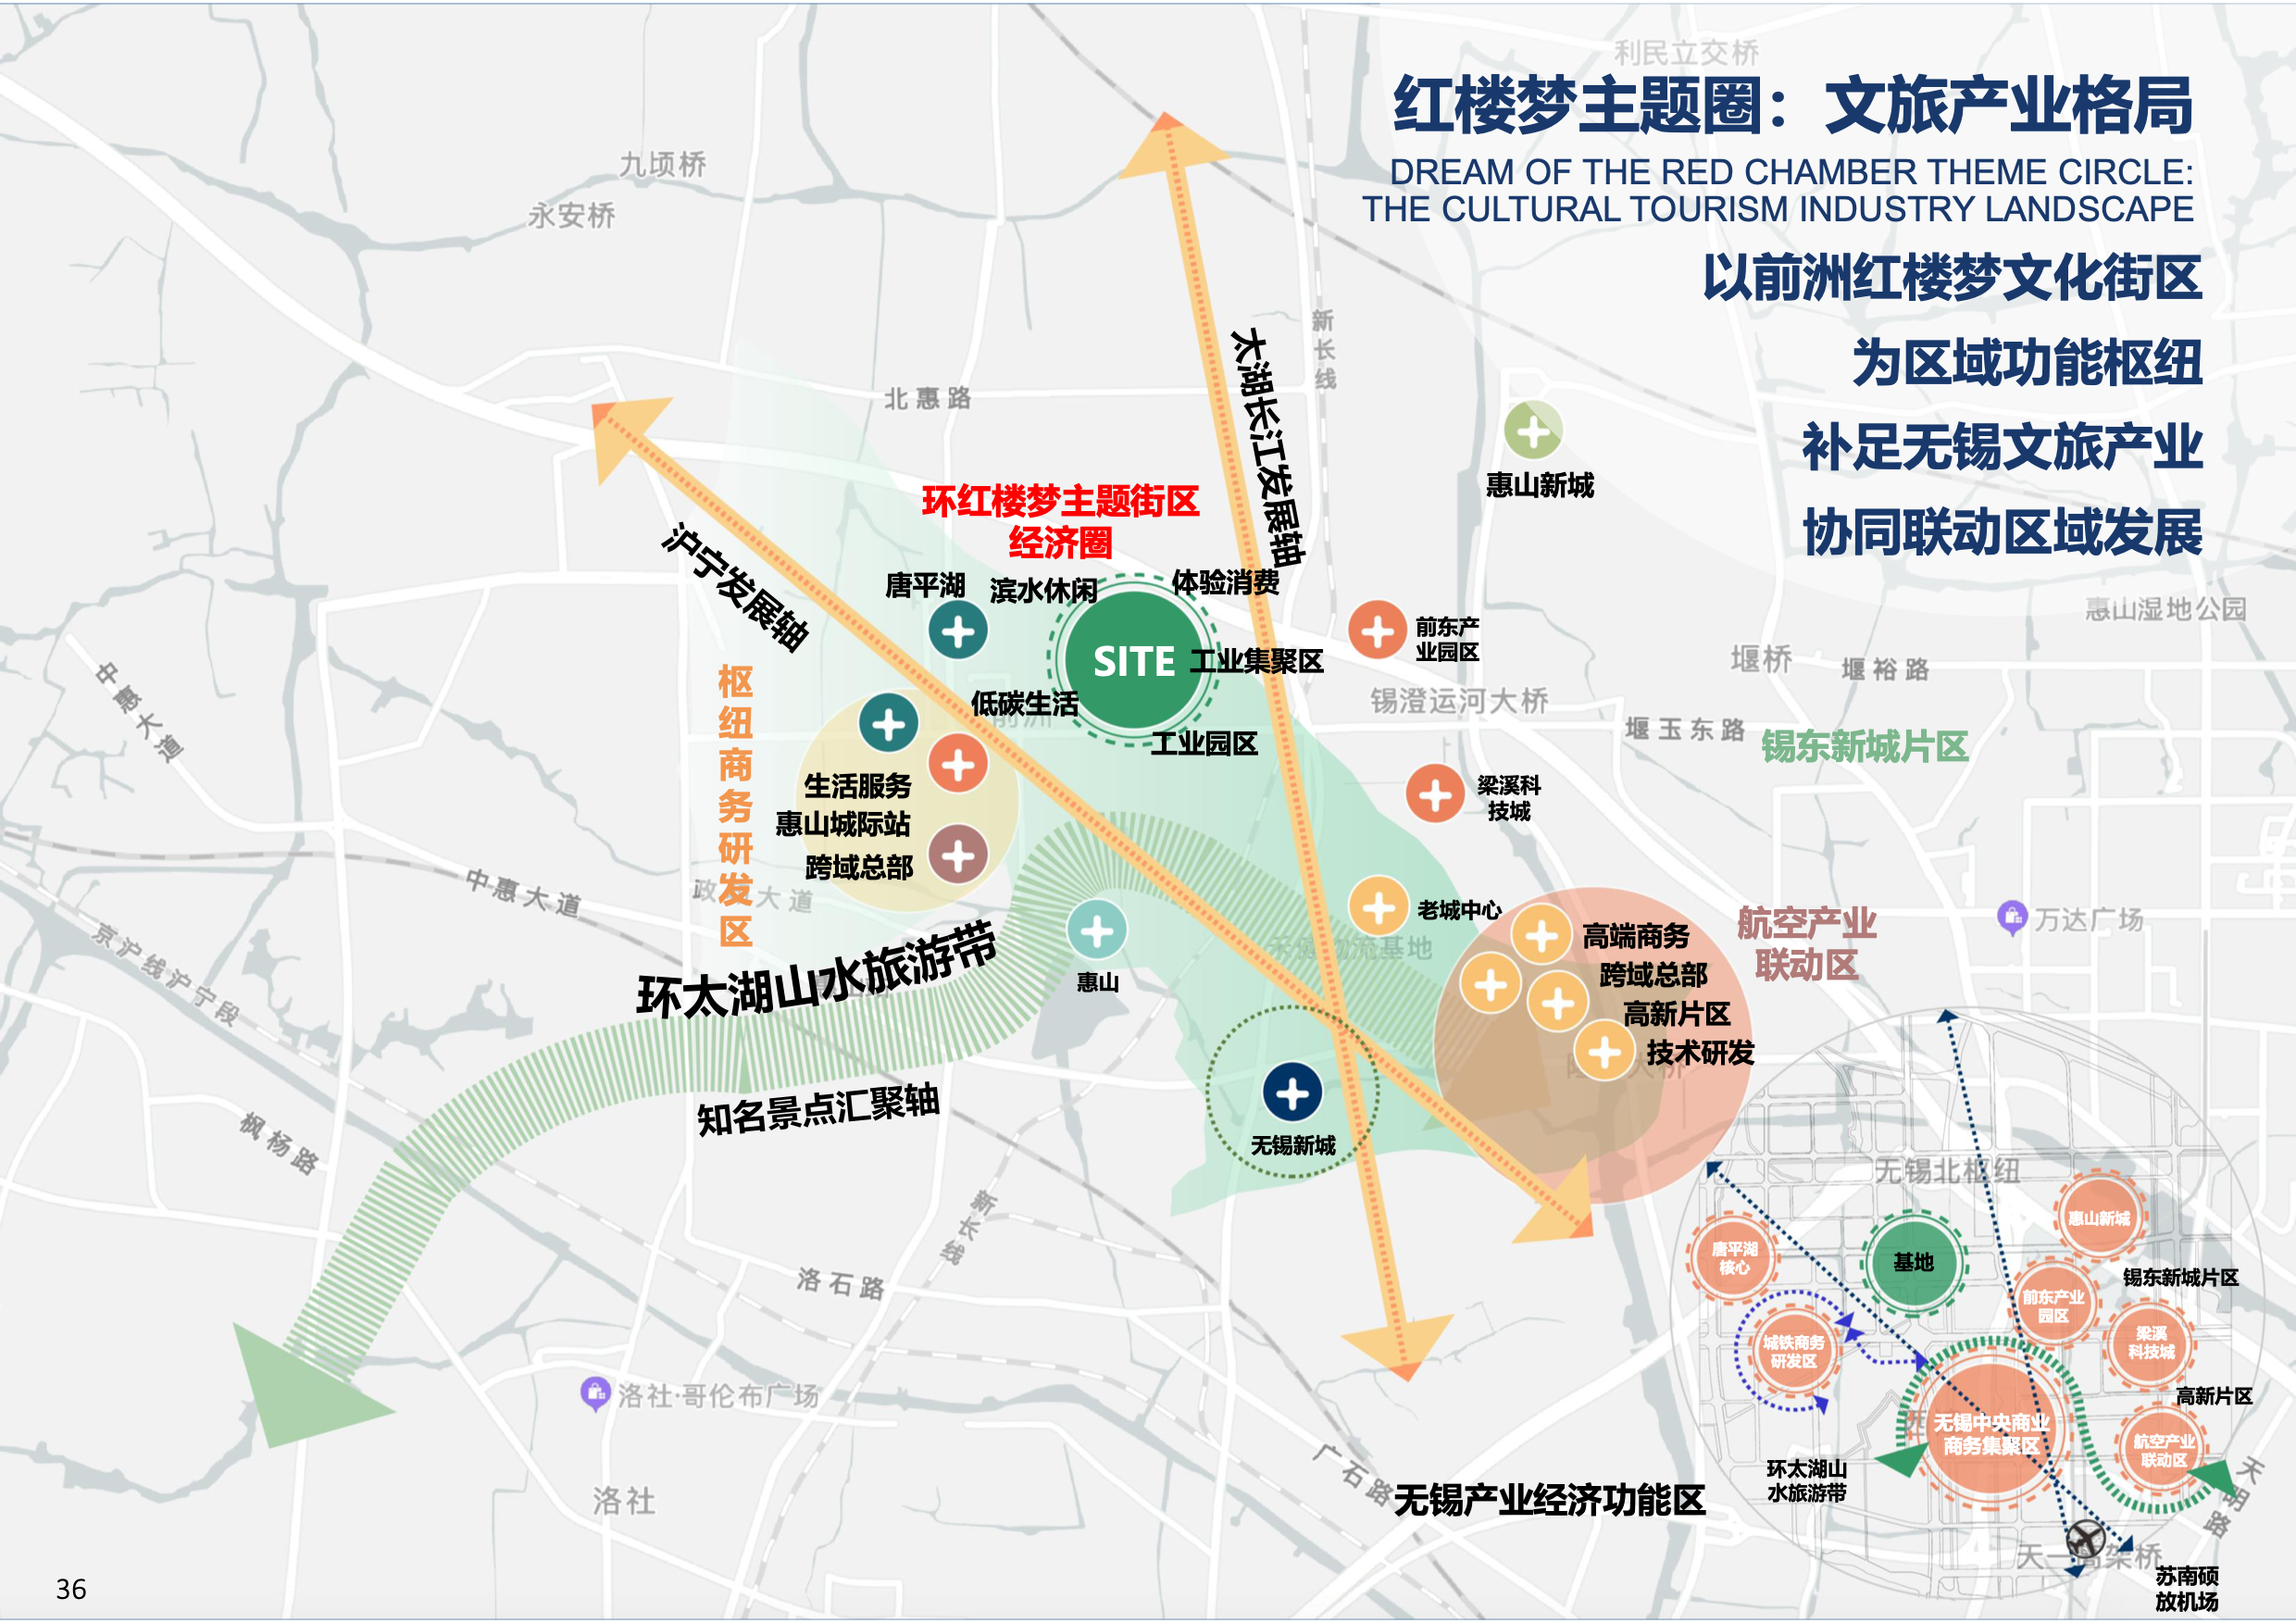 利民立交桥
红楼梦主题圈：文旅产业格局
DREAM OF THE RED CHAMBER THEME CIRCLE:
THE CULTURAL TOURISM INDUSTRY LANDSCAPE
以前洲红楼梦文化街区
为区域功能枢纽
补足无锡文旅产业
协同联动区域发展
九顷桥
永安桥
北惠路
新长线
太湖长江发展轴
沪宁发展轴
惠山新城
环红楼梦主题街区
经济圈
唐平湖
滨水休闲
体验消费
SITE
工业集聚区
低碳生活
前洲
工业园区
前东产
业园区
惠山湿地公园
堰桥
堰裕路
锡澄运河大桥
堰玉东路
锡东新城片区
中惠大道
枢纽商务研发区
生活服务
惠山城际站
跨域总部
梁溪科
技城
中惠大道
老城中心
高端商务
跨域总部
高新片区
技术研发
航空产业
联动区
万达广场
京沪线沪宁段
环太湖山水旅游带
惠山
知名景点汇聚轴
无锡新城
枫杨路
新长线
洛石路
洛社·哥伦布广场
洛社
广石路
无锡产业经济功能区
无锡北枢纽
惠山新城
唐平湖
核心
基地
锡东新城片区
前东产业
园区
梁溪
科技城
城铁商务
研发区
高新片区
无锡中央商业
商务集聚区
航空产业
联动区
环太湖山
水旅游带
天明路
苏南硕
放机场
36